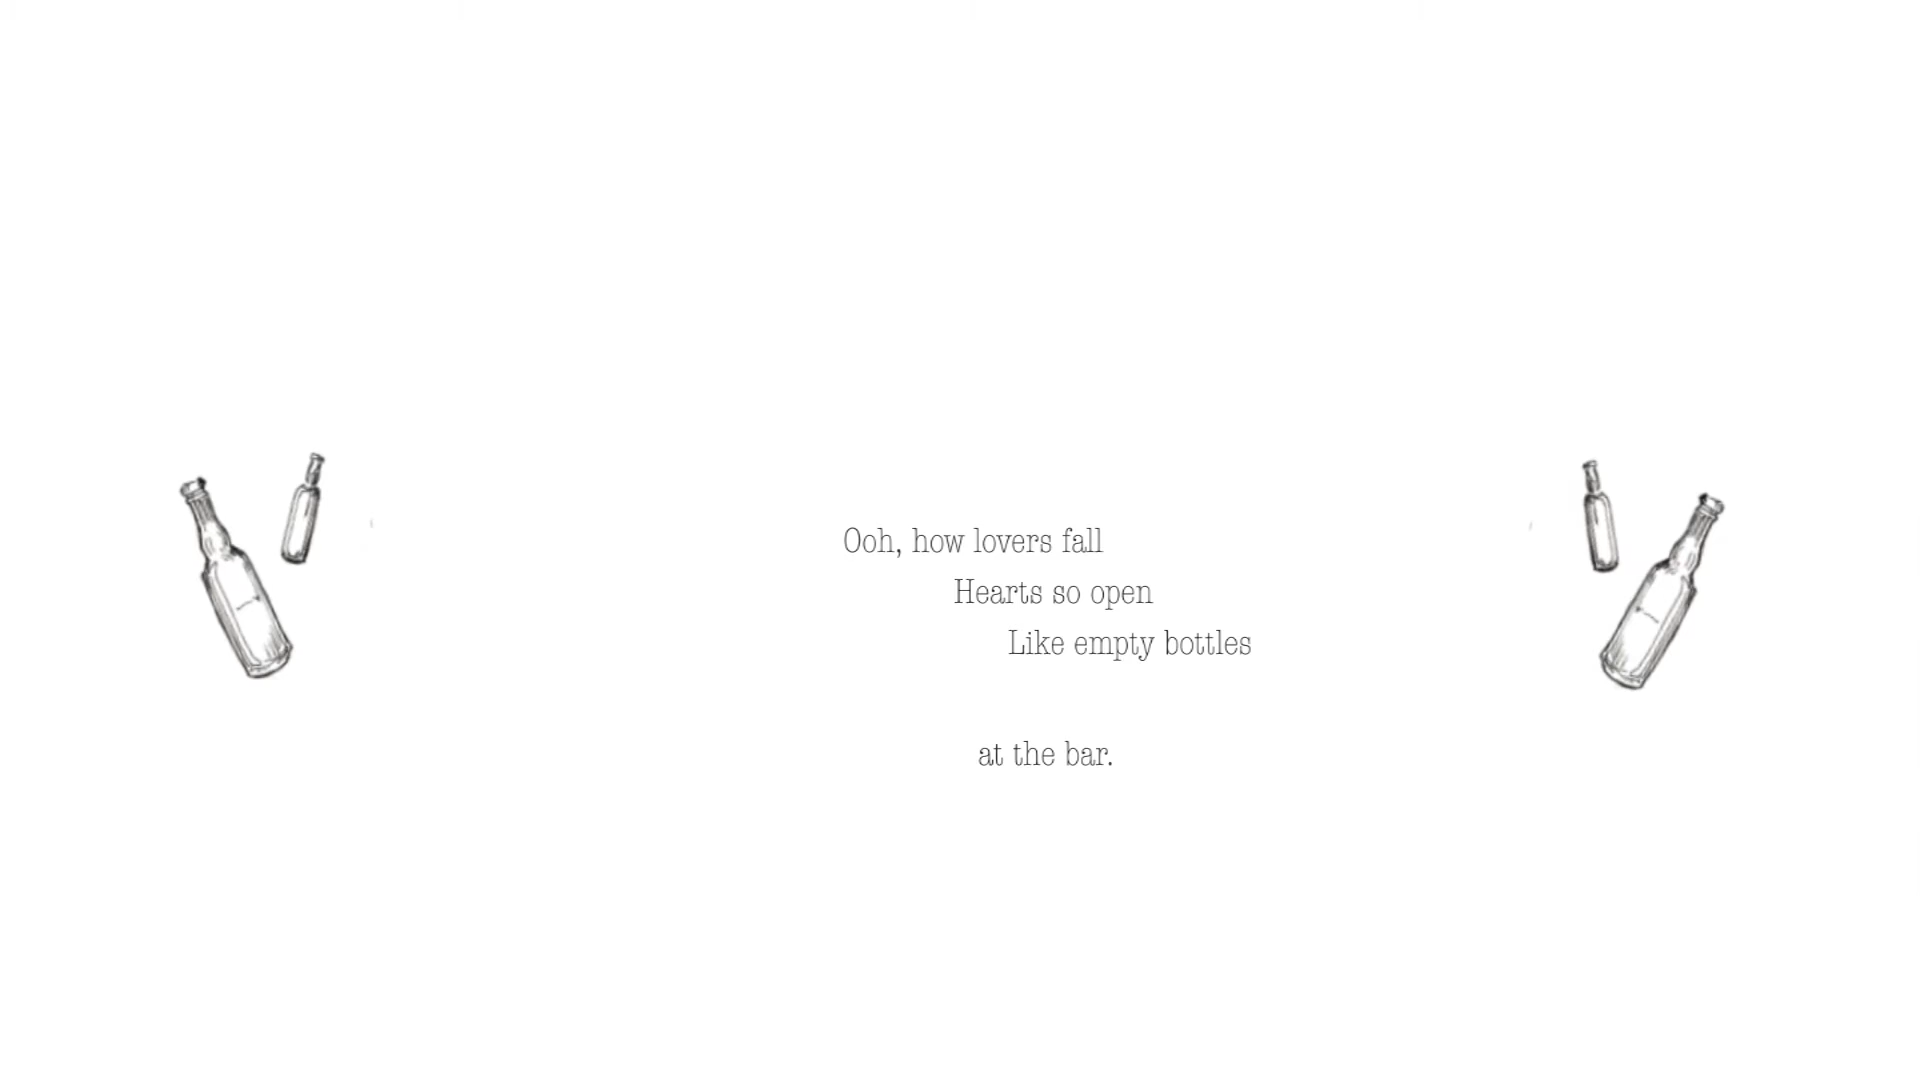 Ooh, how lovers fall
Hearts so open
Like empty bottles
at the bar.